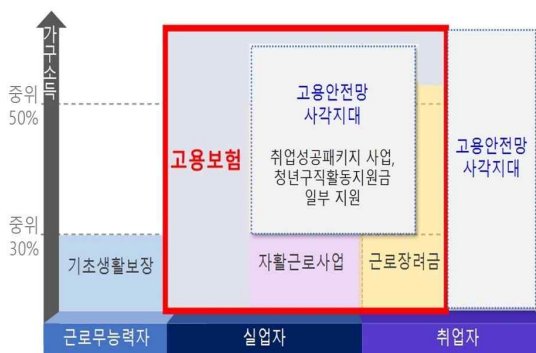 가구소득
중위
50%
중위
30%
고용보험
고용안전망
사각지대
취업성공패키지 사업,
청년구직활동지원금
일부 지원
고용안전망
사각지대
기초생활보장
자활근로사업
근로장려금
근로무능력자
실업자
취업자